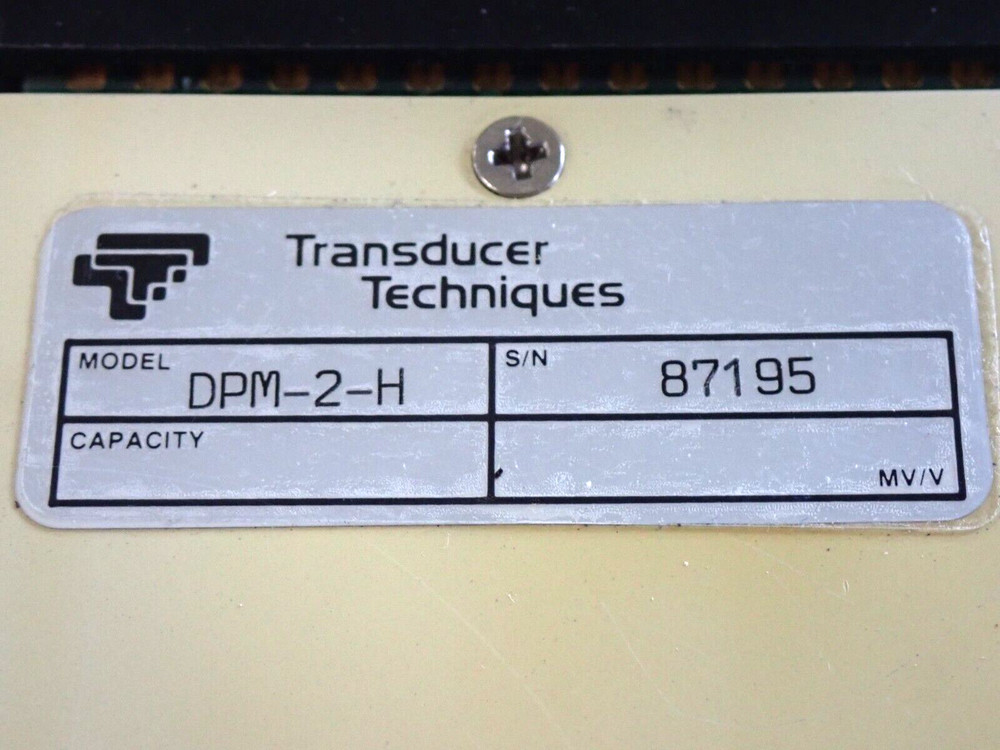 Transducer
Techniques
MODEL DPM-2-H
S/N 87195
CAPACITY
MV/V